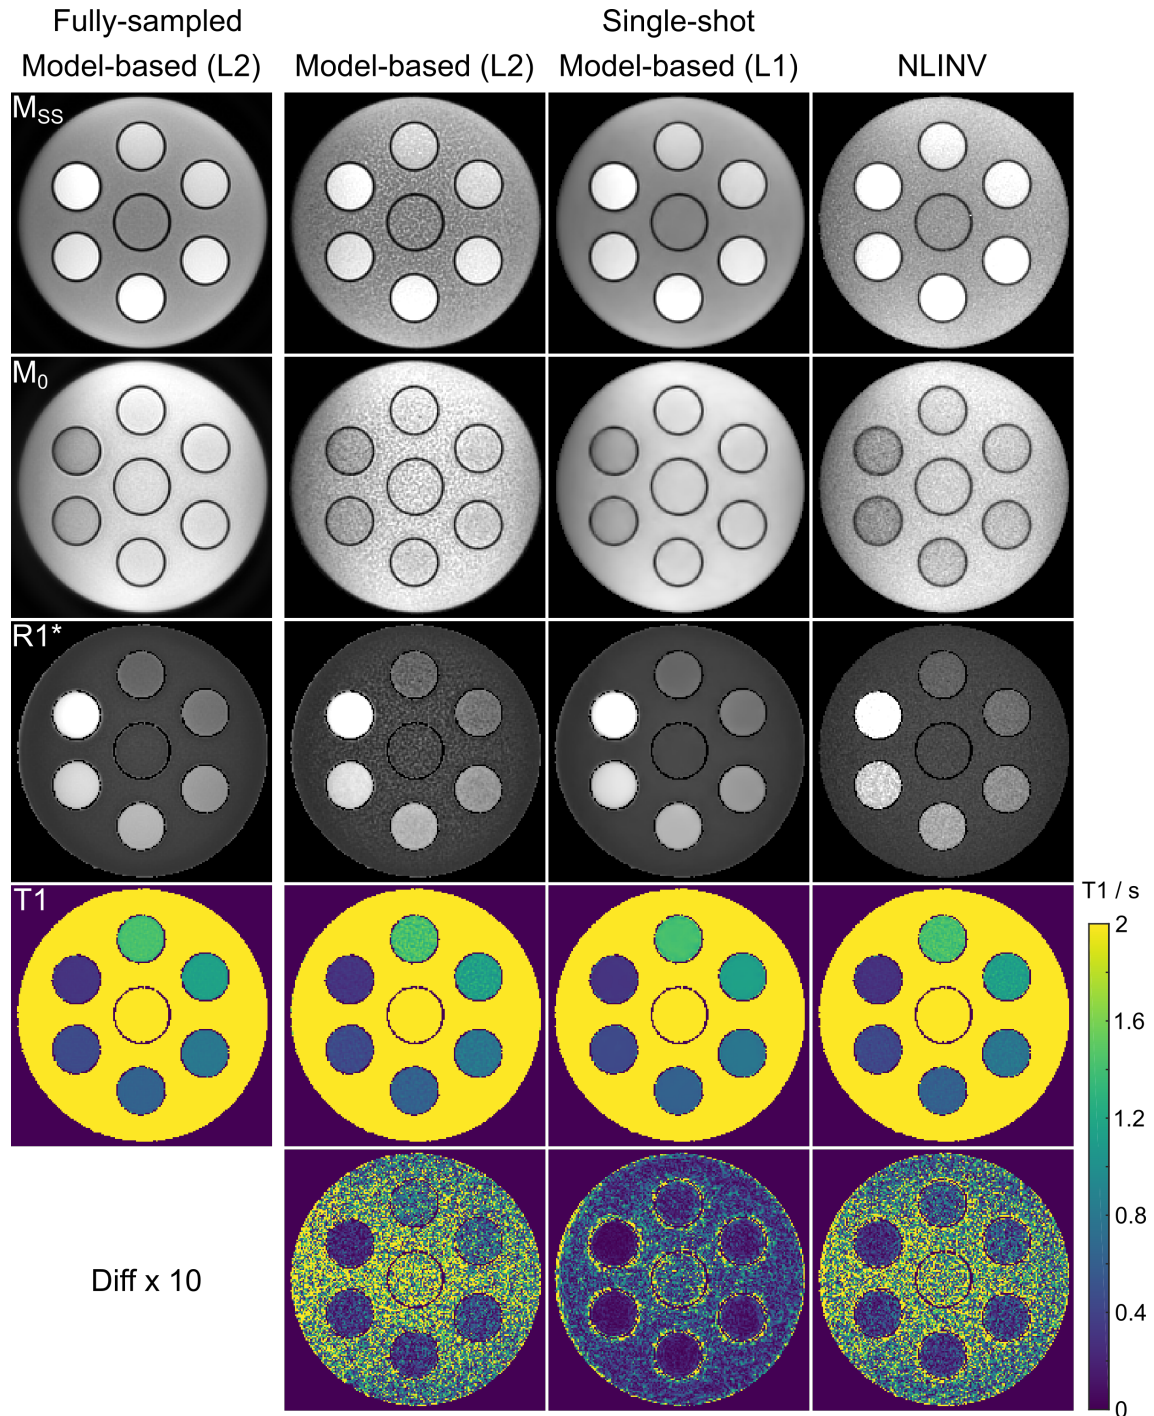 Fully-sampled
Single-shot
Model-based (L2)
Model-based (L2)
Model-based (L1)
NLINV
MSS
M0
R1*
T1
T1 / s
2
1.6
1.2
0.8
0.4
0
Diff x 10